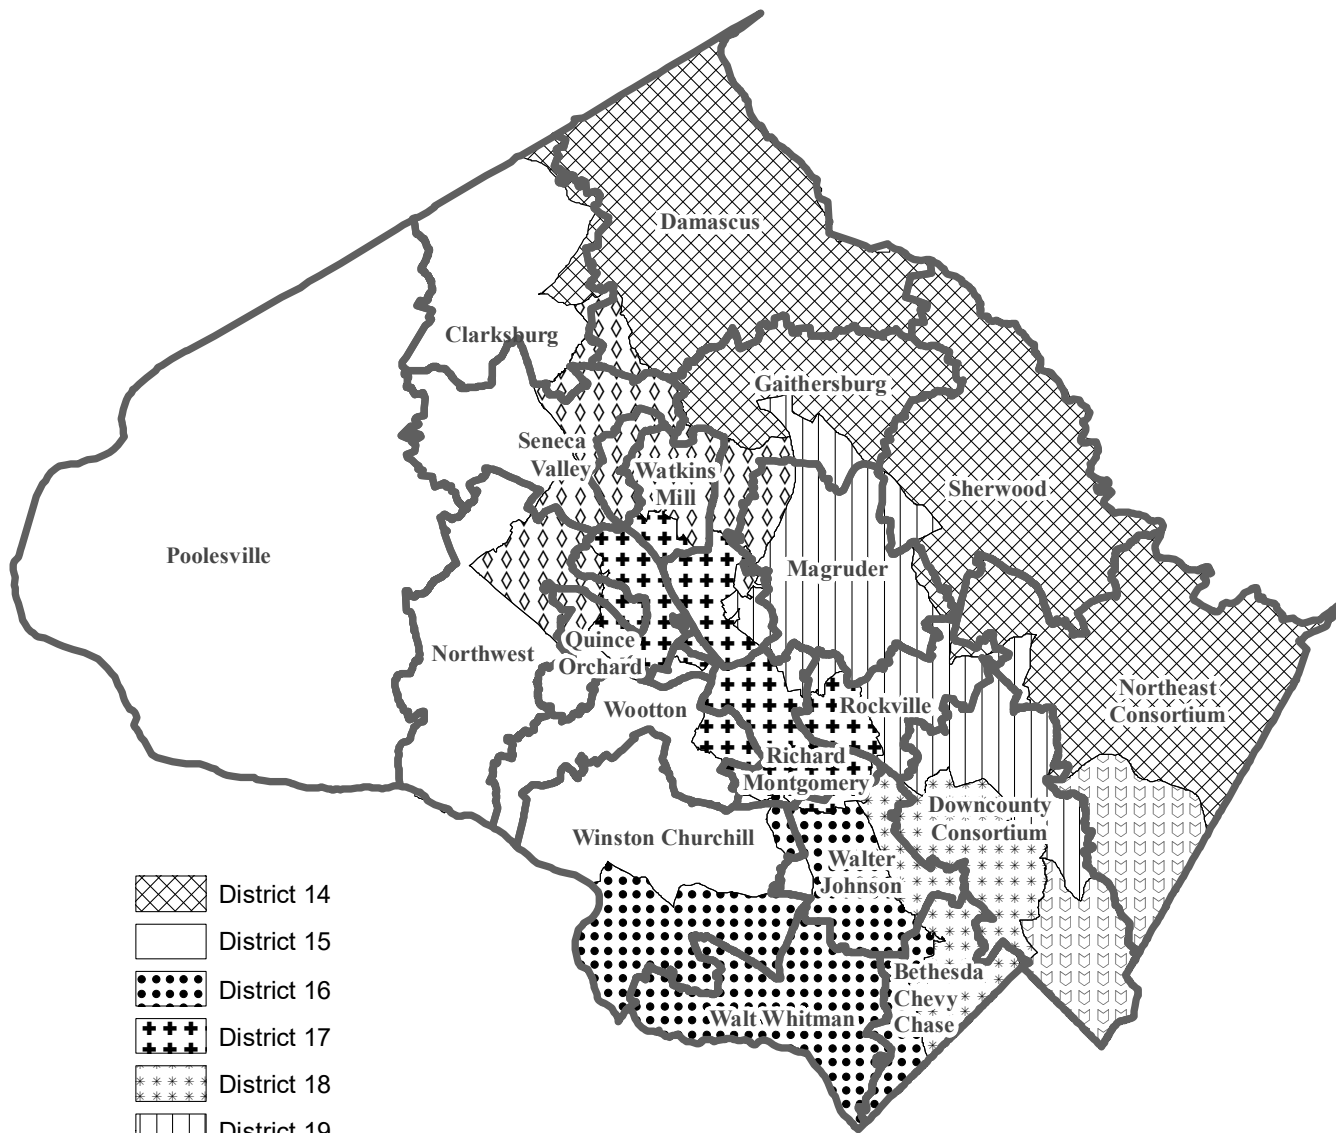 Damascus
Clarksburg
Gaithersburg
Seneca
Valley
Watkins
Mill
Sherwood
Poolesville
Magruder
Quince
Orchard
Northwest
Wootton
Rockville
Northeast
Consortium
Richard
Montgomery
Downcounty
Consortium
Winston Churchill
Walter
Johnson
Bethesda
Chevy
Chase
Walt Whitman
District 14
District 15
District 16
District 17
District 18
District 19